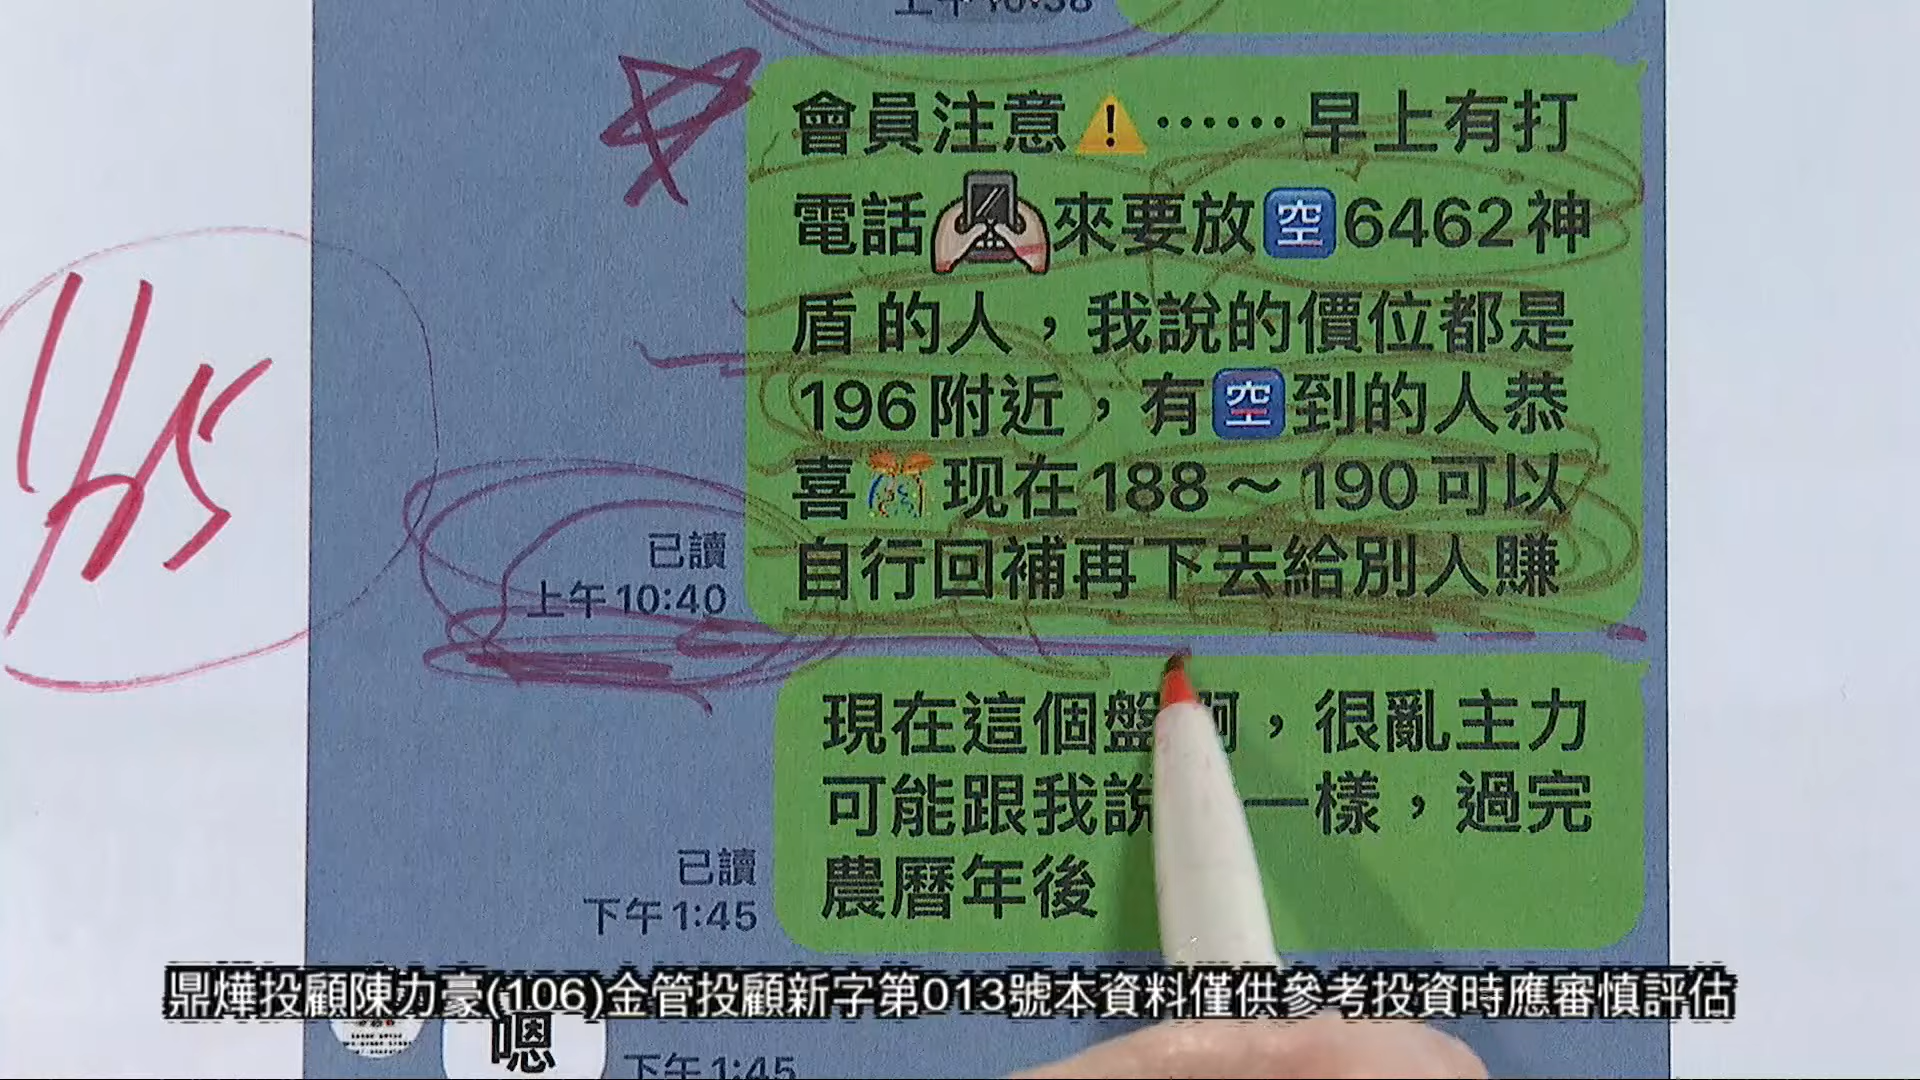 上午10:38
會員注意⚠️⋯⋯早上有打
電話來要放🈳6462神
盾的人，我說的價位都是
196附近，有🈳到的人恭
喜🎊现在188～190可以
自行回補再下去給別人賺
已讀
上午10:40
1/15
現在這個盤啊，很亂主力
可能跟我說一樣，過完
農曆年後
已讀
下午1:45
嗯
下午1:45
鼎燁投顧陳力豪(106)金管投顧新字第013號本資料僅供參考投資時應審慎評估